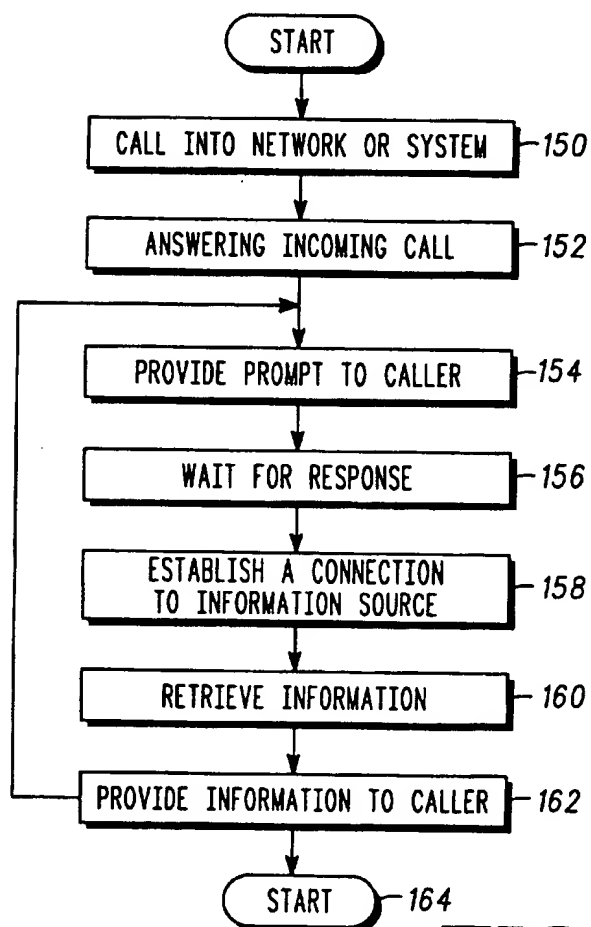 START
CALL INTO NETWORK OR SYSTEM 150
ANSWERING INCOMING CALL 152
PROVIDE PROMPT TO CALLER 154
WAIT FOR RESPONSE 156
ESTABLISH A CONNECTION
TO INFORMATION SOURCE 158
RETRIEVE INFORMATION 160
PROVIDE INFORMATION TO CALLER 162
START 164